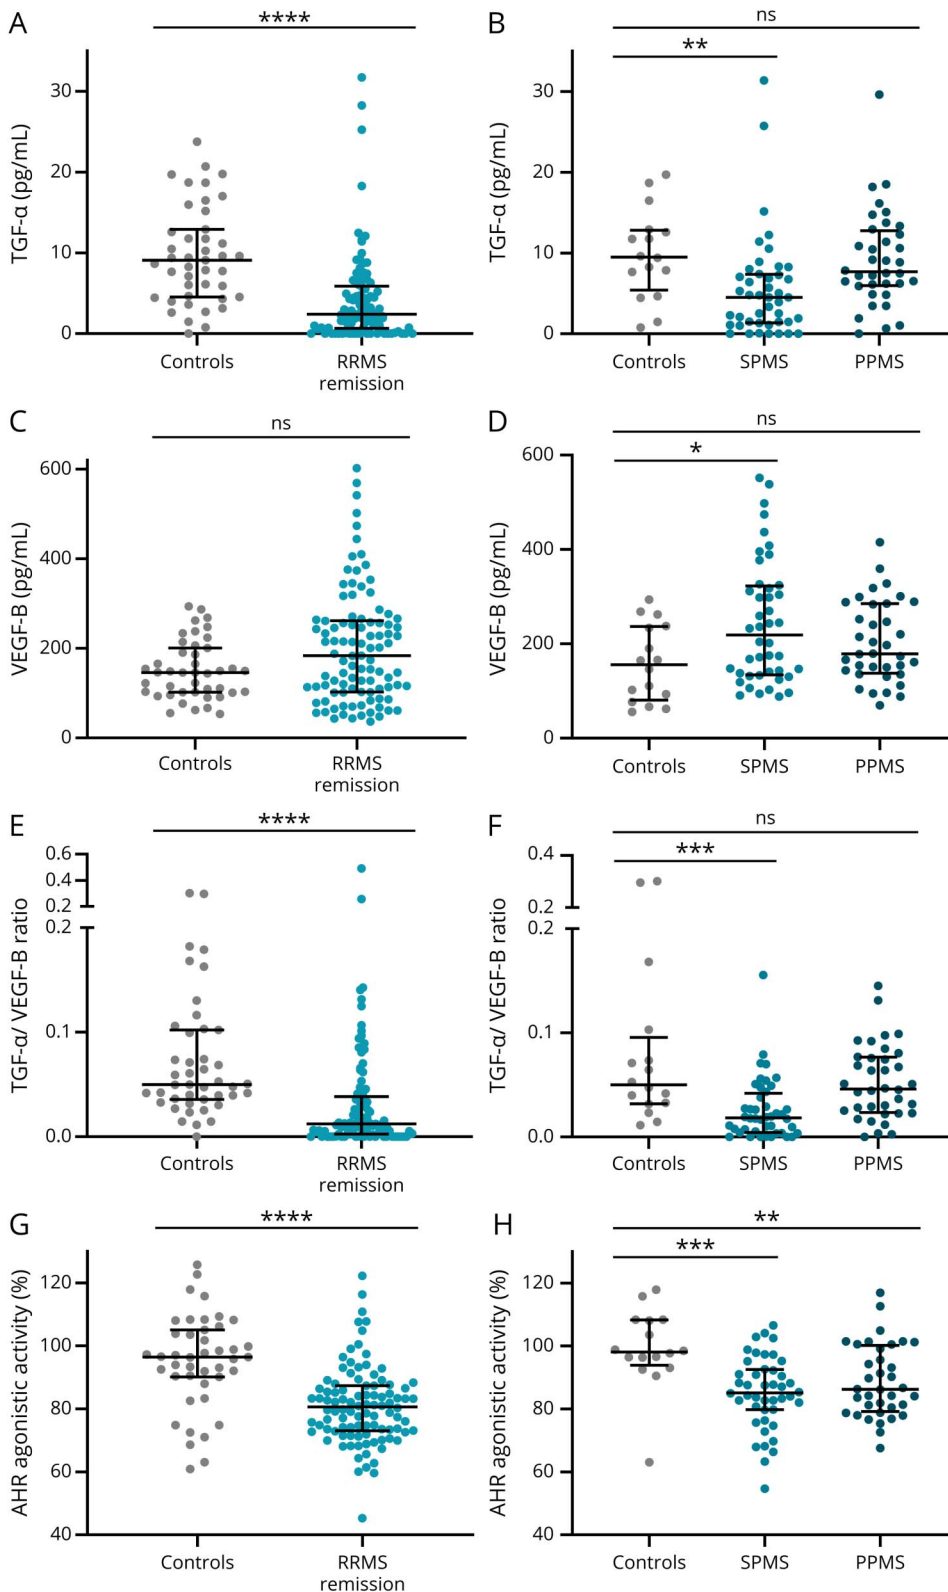 A
****
TGF-α (pg/mL)
30
20
10
0
Controls
RRMS
remission
B
ns
**
TGF-α (pg/mL)
30
20
10
0
Controls
SPMS
PPMS
C
ns
VEGF-B (pg/mL)
600
400
200
0
Controls
RRMS
remission
D
ns
*
VEGF-B (pg/mL)
600
400
200
0
Controls
SPMS
PPMS
E
****
TGF-α/ VEGF-B ratio
0.6
0.4
0.2
0.2
0.1
0.0
Controls
RRMS
remission
F
ns
***
TGF-α/ VEGF-B ratio
0.4
0.2
0.2
0.1
0.0
Controls
SPMS
PPMS
G
****
AHR agonistic activity (%)
120
100
80
60
40
Controls
RRMS
remission
H
**
***
AHR agonistic activity (%)
120
100
80
60
40
Controls
SPMS
PPMS